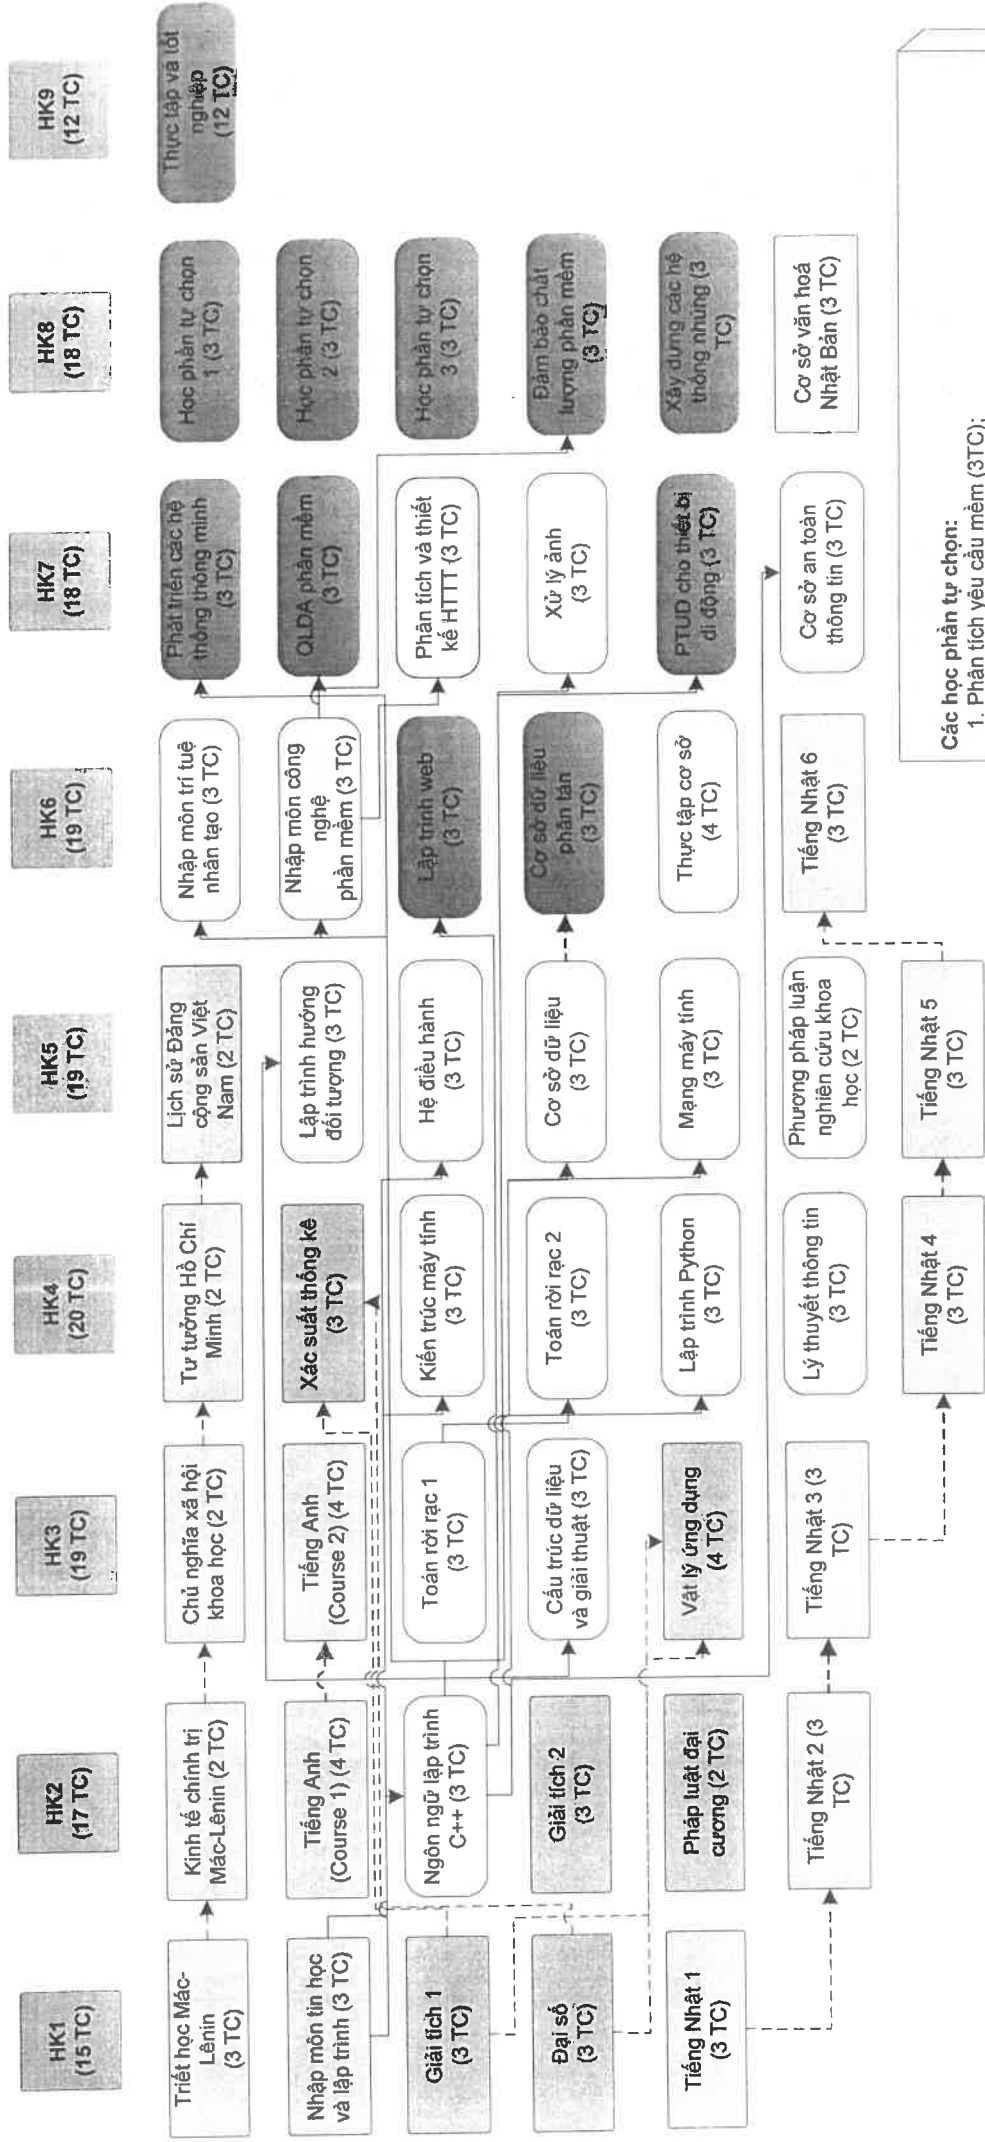 HK1
(15 TC)
Triết học Mác-
Lênin
(3 TC)
Nhập môn tin học
và lập trình (3 TC)
Giải tích 1
(3 TC)
Đại số
(3 TC)
Tiếng Nhật 1
(3 TC)
HK2
(17 TC)
Kinh tế chính trị
Mác-Lênin (2 TC)
Tiếng Anh
(Course 1) (4 TC)
Ngôn ngữ lập trình
C++ (3 TC)
Giải tích 2
(3 TC)
Pháp luật đại
cương (2 TC)
Tiếng Nhật 2 (3
TC)
HK3
(19 TC)
Chủ nghĩa xã hội
khoa học (2 TC)
Tiếng Anh
(Course 2) (4 TC)
Toán rời rạc 1
(3 TC)
Cấu trúc dữ liệu
và giải thuật (3 TC)
Vật lý ứng dụng
(4 TC)
Tiếng Nhật 3 (3
TC)
HK4
(20 TC)
Tư tưởng Hồ Chí
Minh (2 TC)
Xác suất thống kê
(3 TC)
Kiến trúc máy tính
(3 TC)
Toán rời rạc 2
(3 TC)
Lập trình Python
(3 TC)
Lý thuyết thông tin
(3 TC)
Tiếng Nhật 4
(3 TC)
HK5
(19 TC)
Lịch sử Đảng
cộng sản Việt
Nam (2 TC)
Lập trình hướng
đối tượng (3 TC)
Hệ điều hành
(3 TC)
Cơ sở dữ liệu
(3 TC)
Mạng máy tính
(3 TC)
Phương pháp luận
nghiên cứu khoa
học (2 TC)
Tiếng Nhật 5
(3 TC)
HK6
(19 TC)
Nhập môn trí tuệ
nhân tạo (3 TC)
Nhập môn công
nghệ
phần mềm (3 TC)
Lập trình web
(3 TC)
Cơ sở dữ liệu
phân tán
(3 TC)
Thực tập cơ sở
(4 TC)
Tiếng Nhật 6
(3 TC)
HK7
(18 TC)
Phát triển các hệ
thống thông minh
(3 TC)
QLDA phần mềm
(3 TC)
Phân tích và thiết
kế HTTT (3 TC)
Xử lý ảnh
(3 TC)
PTUD cho thiết bị
di động (3 TC)
Cơ sở an toàn
thông tin (3 TC)
HK8
(18 TC)
Học phần tự chọn
1 (3 TC)
Học phần tự chọn
2 (3 TC)
Học phần tự chọn
3 (3 TC)
Đảm bảo chất
lượng phần mềm
(3 TC)
Xây dựng các hệ
thống nhúng (3
TC)
Cơ sở văn hoá
Nhật Bản (3 TC)
HK9
(12 TC)
Thực tập và tốt
nghiệp
(12 TC)
Các học phần tự chọn:
1. Phân tích yêu cầu mềm (3TC);